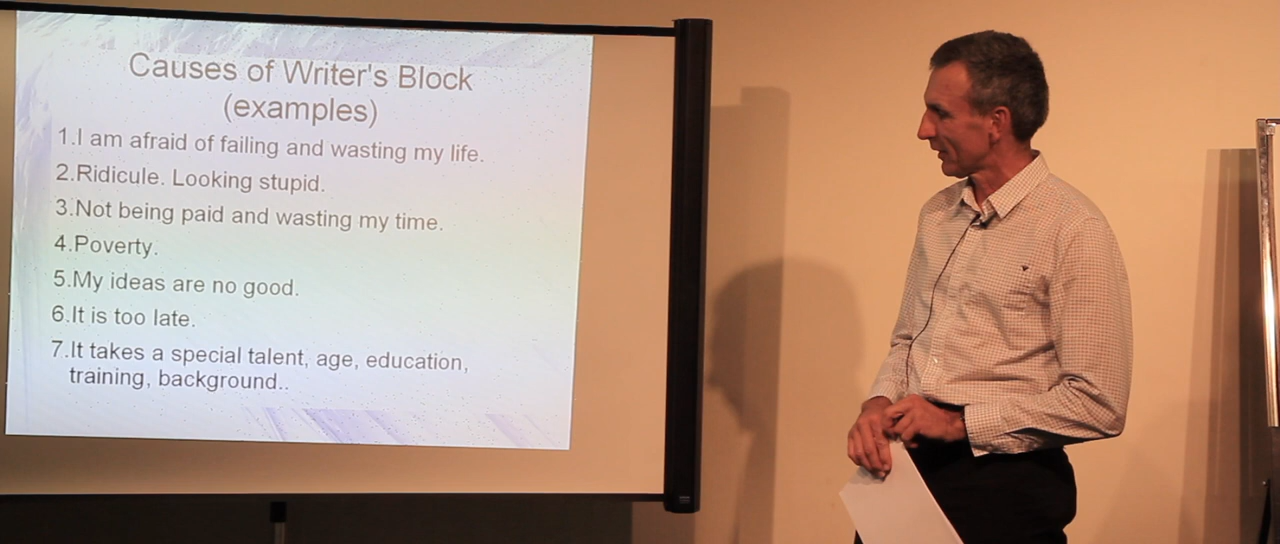 Causes of Writer's Block
(examples)
1.I am afraid of failing and wasting my life.
2.Ridicule. Looking stupid.
3.Not being paid and wasting my time.
4.Poverty.
5.My ideas are no good.
6.It is too late.
7.It takes a special talent, age, education,
training, background..